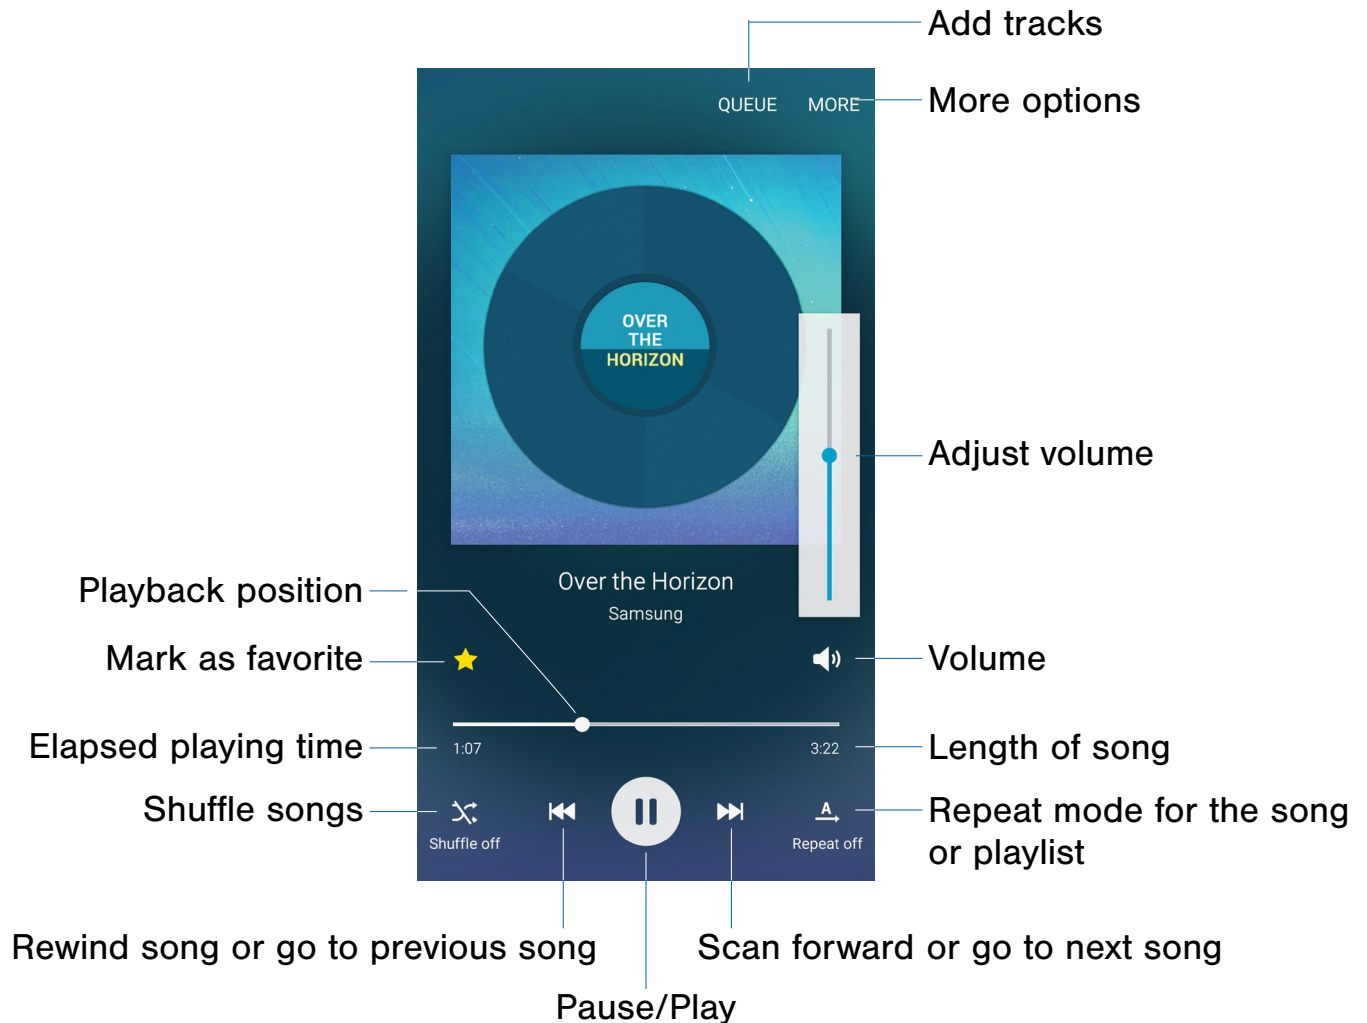 Add tracks
QUEUE MORE
More options
OVER
THE
HORIZON
Adjust volume
Over the Horizon
Samsung
Playback position
Mark as favorite
Volume
Elapsed playing time
1:07
3:22
Length of song
Shuffle songs
Shuffle off
A
Repeat off
Repeat mode for the song
or playlist
Rewind song or go to previous song
Scan forward or go to next song
Pause/Play